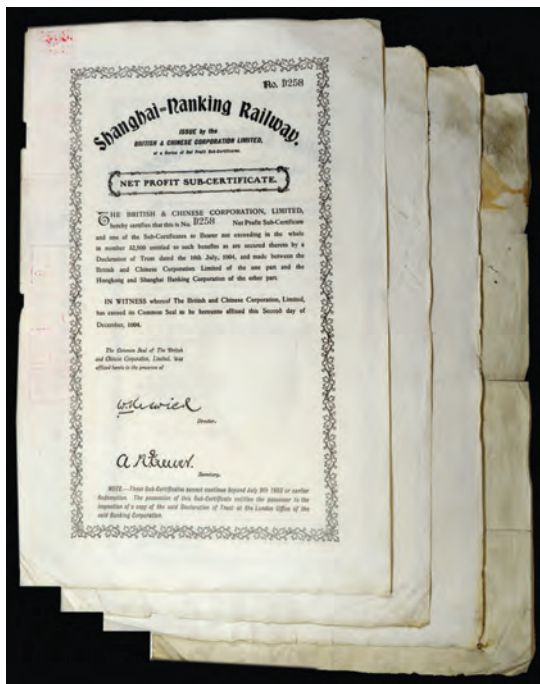 No. D258
Shanghai=Nanking Railway.
ISSUE by the
BRITISH & CHINESE CORPORATION LIMITED,
of a Series of Net Profit Sub-Certificates.
NET PROFIT SUB-CERTIFICATE.
THE BRITISH & CHINESE CORPORATION, LIMITED,
hereby certifies that this is No. D258 Net Profit Sub-Certificate
and one of the Sub-Certificates to Bearer not exceeding in the whole
in number 32,500 entitled to such benefits as are secured thereto by a
Declaration of Trust dated the July, 1904, and made between the
British and Chinese Corporation Limited of the one part and the
Hongkong and Shanghai Banking Corporation of the other part.
IN WITNESS whereof The British and Chinese Corporation, Limited,
has caused its Common Seal to be hereunto affixed this Second day of
December, 1904.
The Common Seal of The British
and Chinese Corporation, Limited, was
affixed hereto in the presence of
Director.
Secretary.
NOTE.—These Sub-Certificates cannot continue beyond July 9th or earlier
Redemption. The possession of this Sub-Certificate entitles the possessor to the
inspection of a copy of the said Declaration of Trust at the London Office of the
said Banking Corporation.